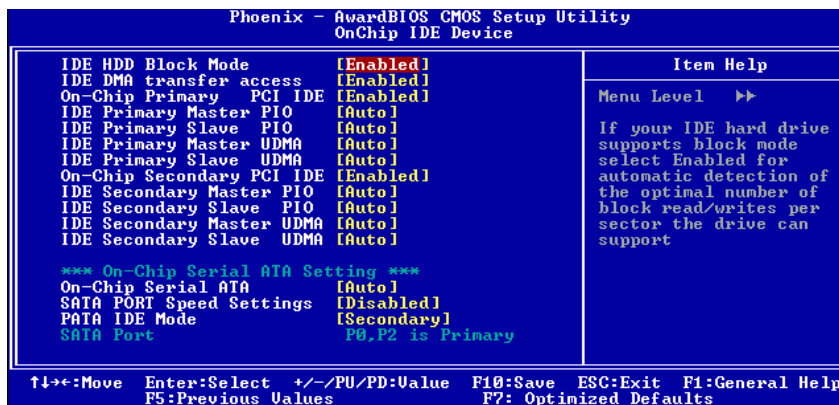 Phoenix - AwardBIOS CMOS Setup Utility
OnChip IDE Device
IDE HDD Block Mode [Enabled]
IDE DMA transfer access [Enabled]
On-Chip Primary PCI IDE [Enabled]
IDE Primary Master PIO [Auto]
IDE Primary Slave PIO [Auto]
IDE Primary Master UDMA [Auto]
IDE Primary Slave UDMA [Auto]
On-Chip Secondary PCI IDE [Enabled]
IDE Secondary Master PIO [Auto]
IDE Secondary Slave PIO [Auto]
IDE Secondary Master UDMA [Auto]
IDE Secondary Slave UDMA [Auto]
*** On-Chip Serial ATA Setting ***
On-Chip Serial ATA [Auto]
SATA PORT Speed Settings [Disabled]
PATA IDE Mode [Secondary]
SATA Port P0,P2 is Primary
Item Help
Menu Level ►►
If your IDE hard drive
supports block mode
select Enabled for
automatic detection of
the optimal number of
block read/writes per
sector the drive can
support
↑↓→←:Move Enter:Select +/-/PU/PD:Value F10:Save ESC:Exit F1:General Help
F5:Previous Values F7: Optimized Defaults